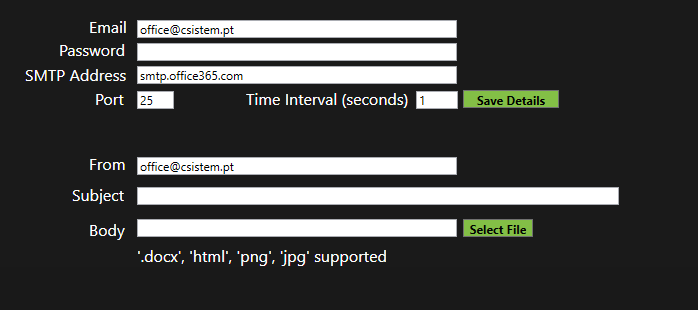 Email office@csistem.pt
Password
SMTP Address smtp.office365.com
Port 25 Time Interval (seconds) 1 Save Details
From office@csistem.pt
Subject
Body Select File
'.docx', 'html', 'png', 'jpg' supported